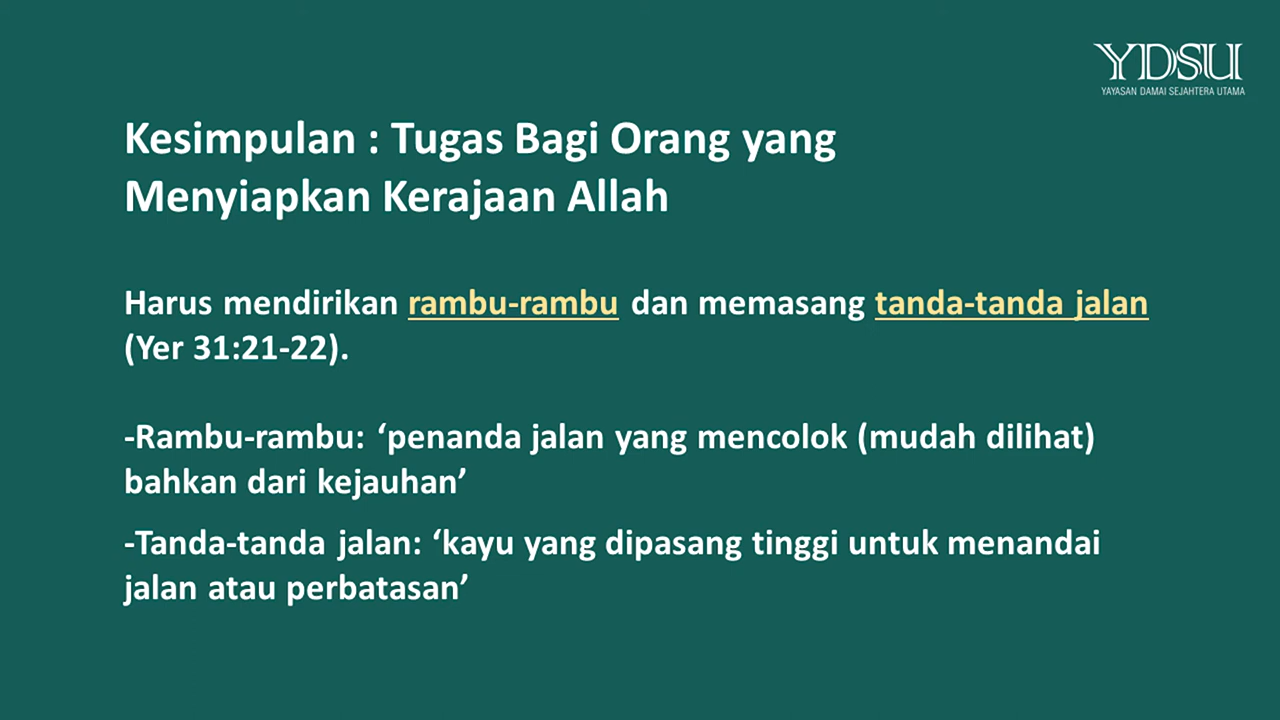 YDSU
YAYASAN DAMAI SEJAHTERA UTAMA
Kesimpulan : Tugas Bagi Orang yang
Menyiapkan Kerajaan Allah
Harus mendirikan rambu-rambu dan memasang tanda-tanda jalan
(Yer 31:21-22).
-Rambu-rambu: ‘penanda jalan yang mencolok (mudah dilihat)
bahkan dari kejauhan’
-Tanda-tanda jalan: ‘kayu yang dipasang tinggi untuk menandai
jalan atau perbatasan’